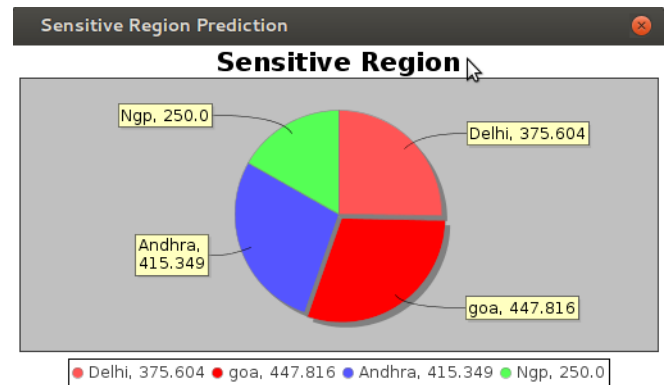 Sensitive Region Prediction
Sensitive Region
Ngp, 250.0
Delhi, 375.604
Andhra,
415.349
goa, 447.816
Delhi, 375.604 goa, 447.816 Andhra, 415.349 Ngp, 250.0